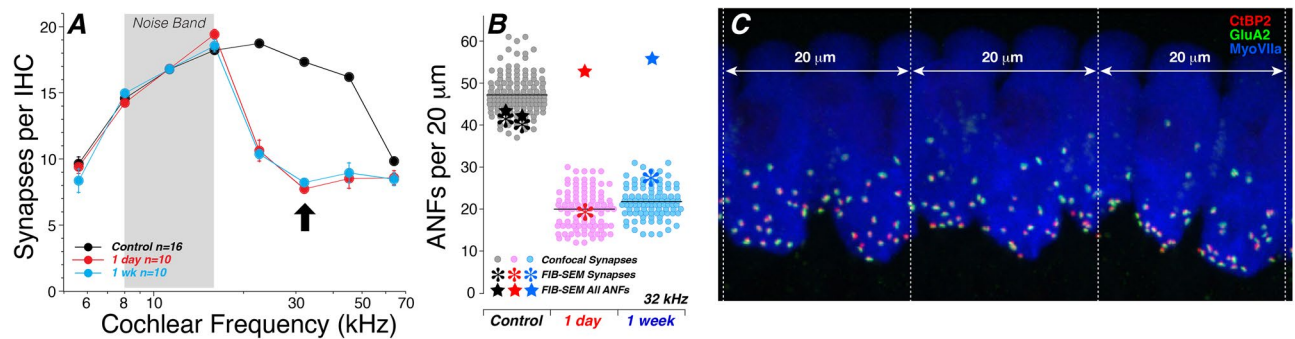 A
Noise Band
Synapses per IHC
21
20
15
10
5
0
Control n=16
1 day n=10
1 wk n=10
6
8
10
30
50
70
Cochlear Frequency (kHz)
B
ANFs per 20 µm
60
50
40
30
20
10
0
Confocal Synapses
FIB-SEM Synapses
FIB-SEM All ANFs
32 kHz
Control
1 day
1 week
C
CtBP2
GluA2
MyoVIIa
20 µm
20 µm
20 µm